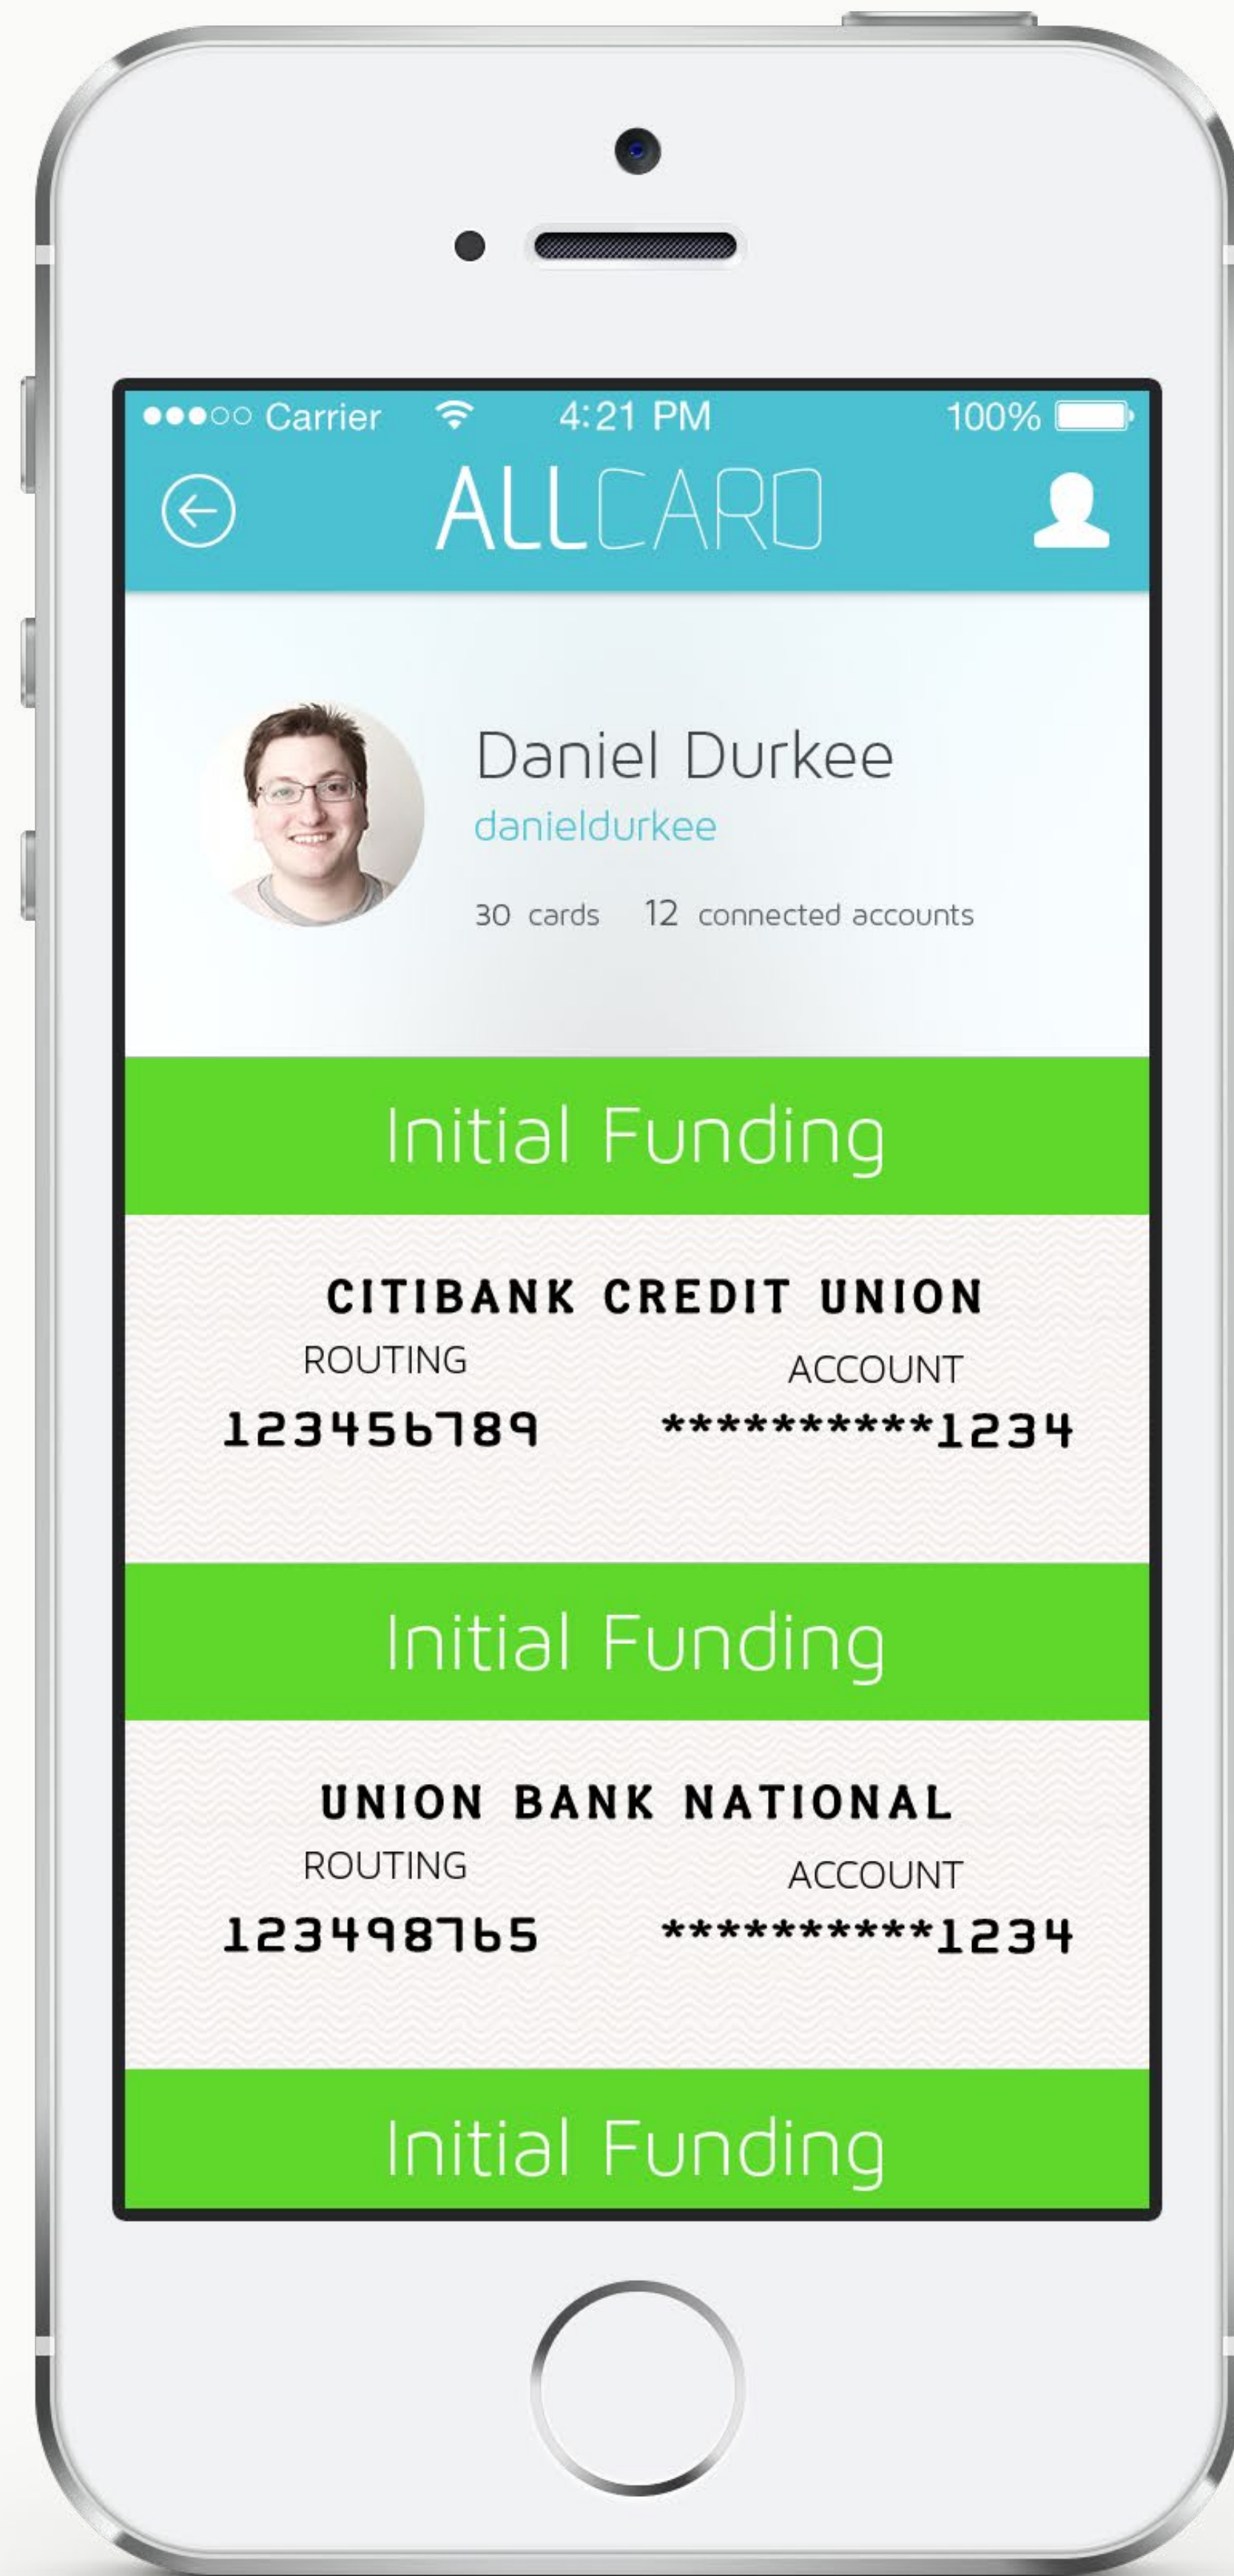 Carrier 4:21 PM 100%
ALLCARD
Daniel Durkee
danieldurkee
30 cards 12 connected accounts
Initial Funding
CITIBANK CREDIT UNION
ROUTING ACCOUNT
123456789 **********1234
Initial Funding
UNION BANK NATIONAL
ROUTING ACCOUNT
123498765 **********1234
Initial Funding